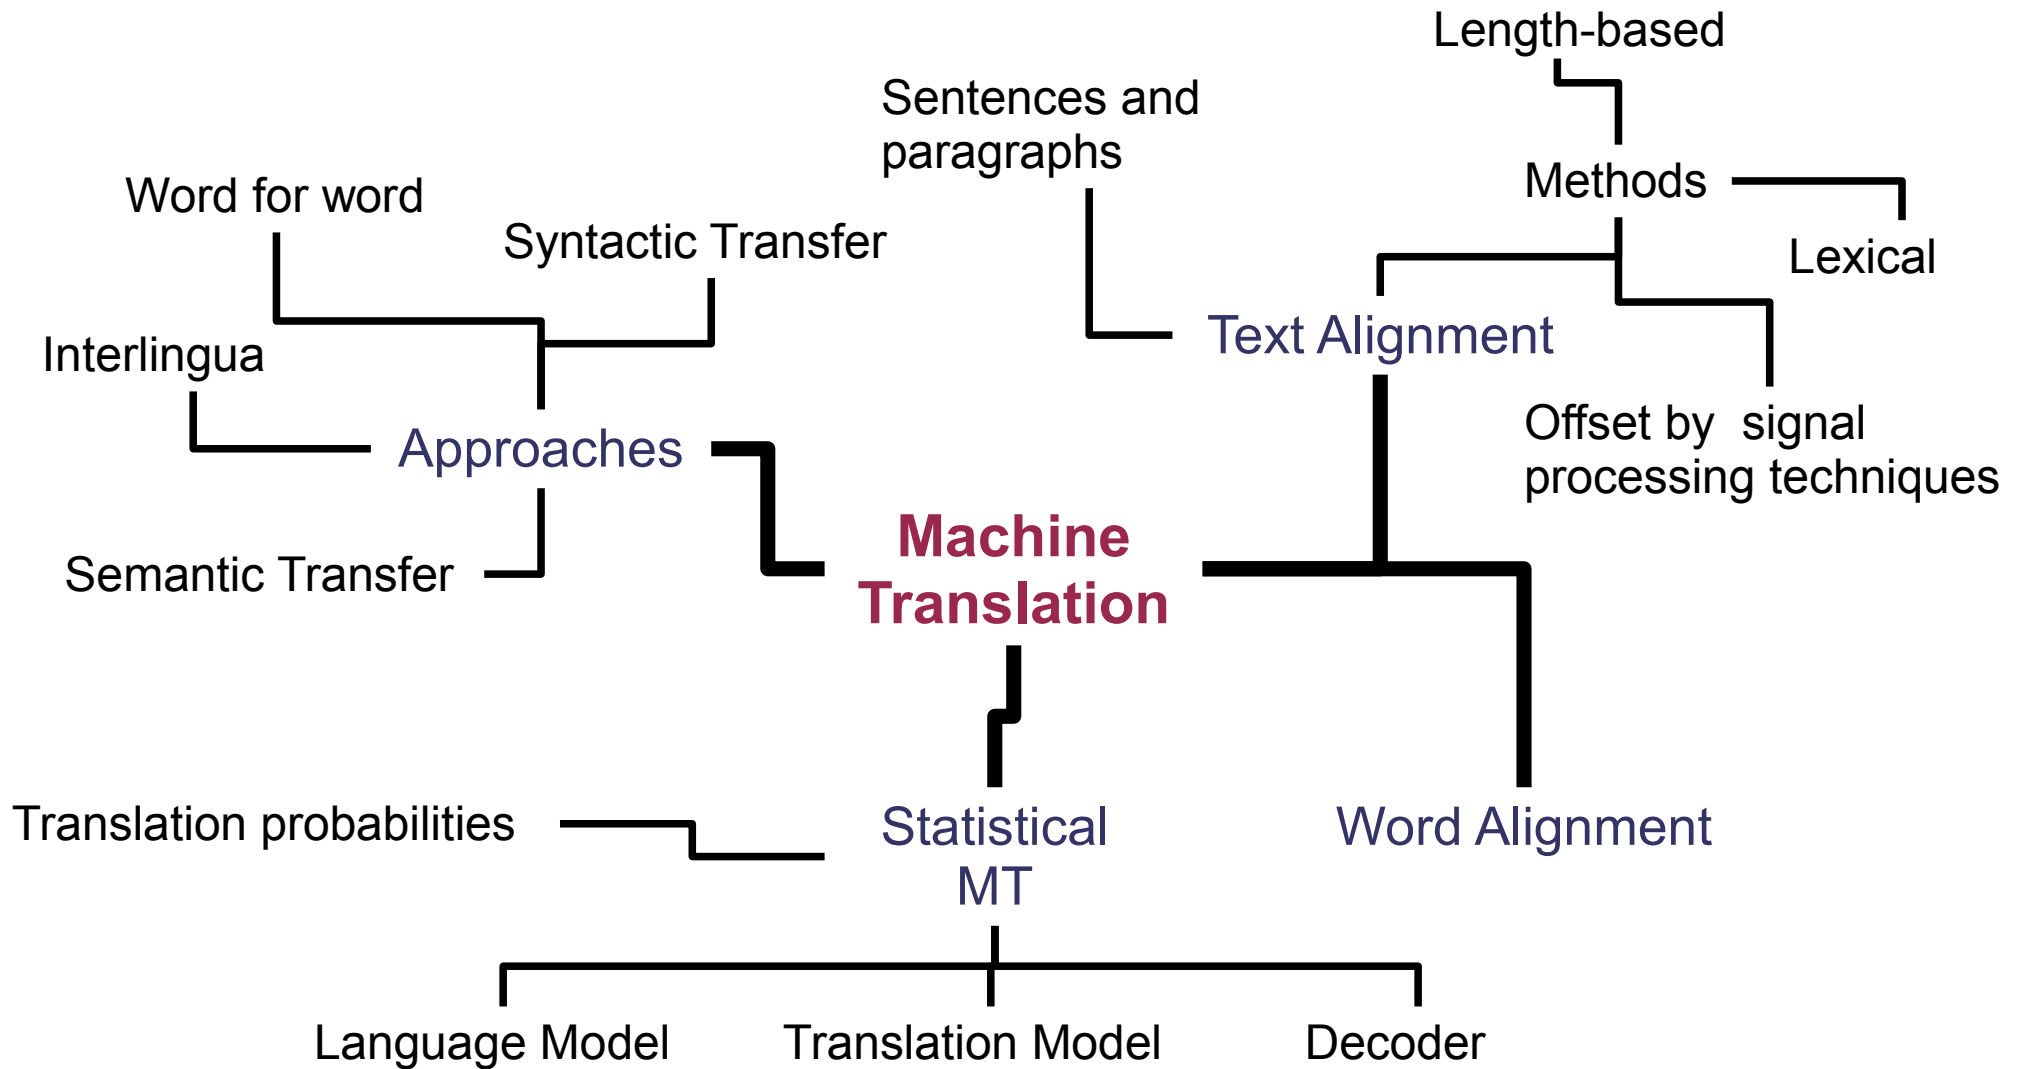 Length-based
Sentences and
paragraphs
Methods
Word for word
Syntactic Transfer
Lexical
Text Alignment
Interlingua
Offset by  signal
processing techniques
Approaches
Machine
Translation
Semantic Transfer
Translation probabilities
Statistical
MT
Word Alignment
Language Model
Translation Model
Decoder